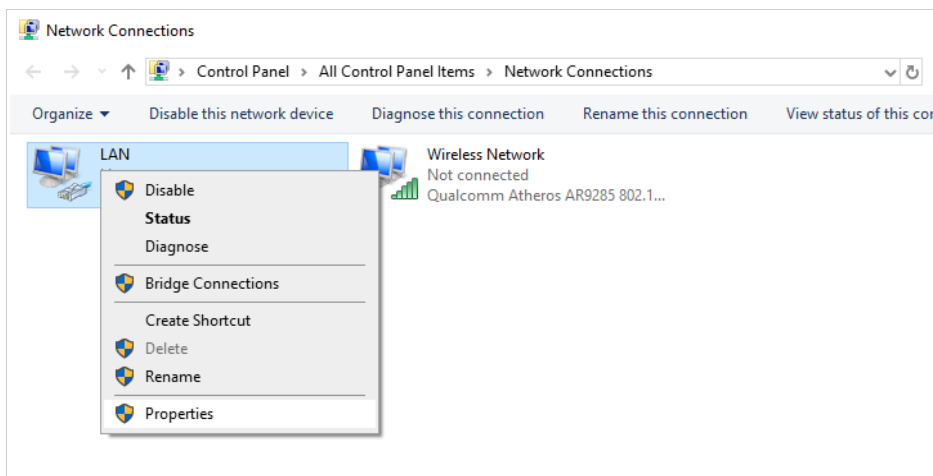 Network Connections
Control Panel > All Control Panel Items > Network Connections
Organize Disable this network device Diagnose this connection Rename this connection View status of this
LAN
Wireless Network
Not connected
Qualcomm Atheros AR9285 802.1...
Disable
Status
Diagnose
Bridge Connections
Create Shortcut
Delete
Rename
Properties